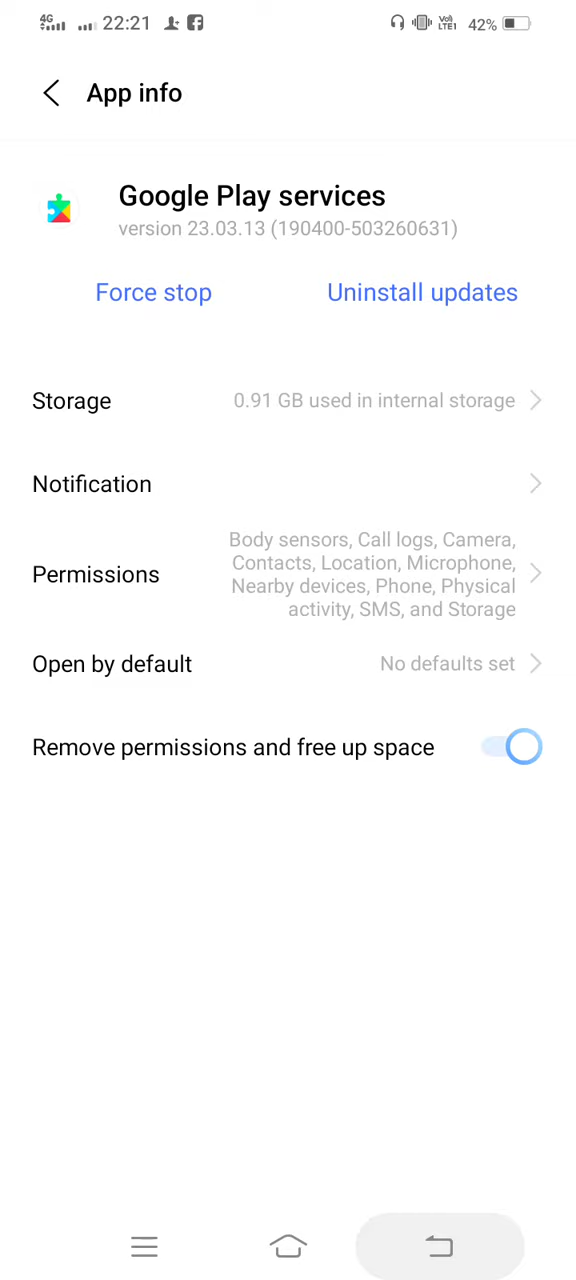 4G 22:21 Vo) LTE1 42%
App info
Google Play services
version 23.03.13 (190400-503260631)
Force stop Uninstall updates
Storage 0.91 GB used in internal storage
Notification
Body sensors, Call logs, Camera,
Contacts, Location, Microphone,
Permissions
Nearby devices, Phone, Physical
activity, SMS, and Storage
Open by default No defaults set
Remove permissions and free up space